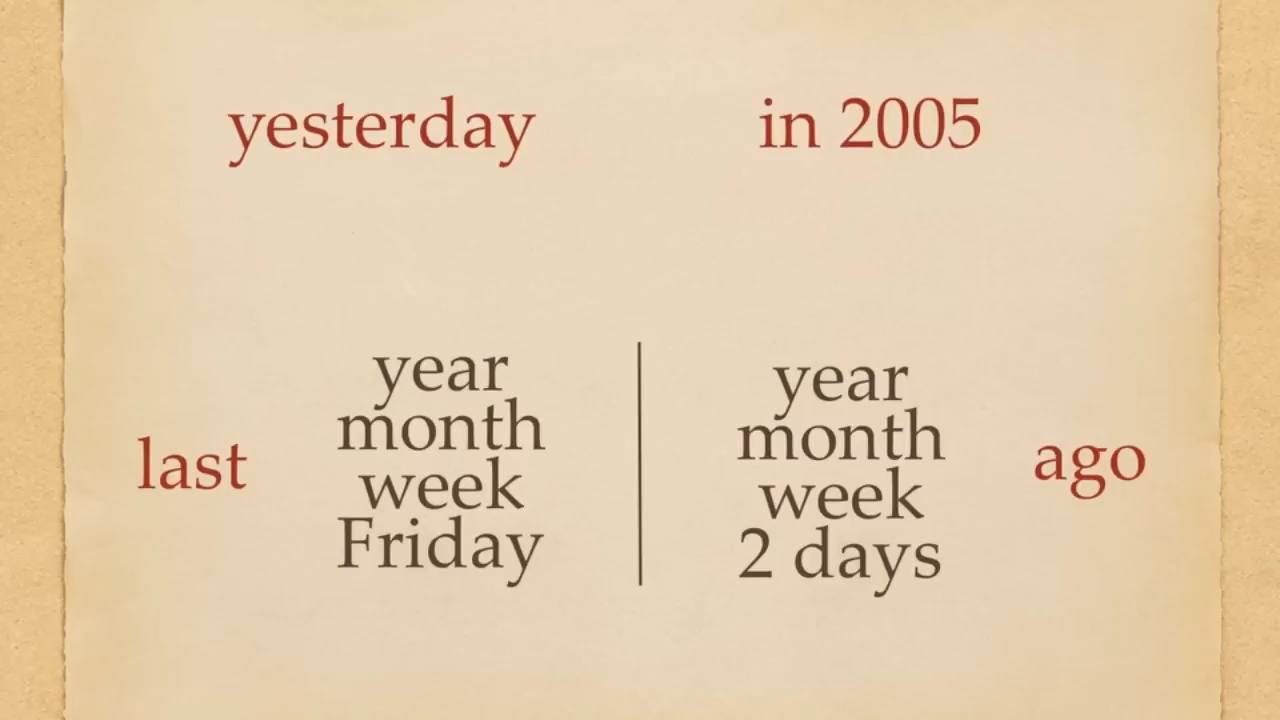 yesterday
in 2005
last
year
month
week
Friday
year
month
week
2 days
ago